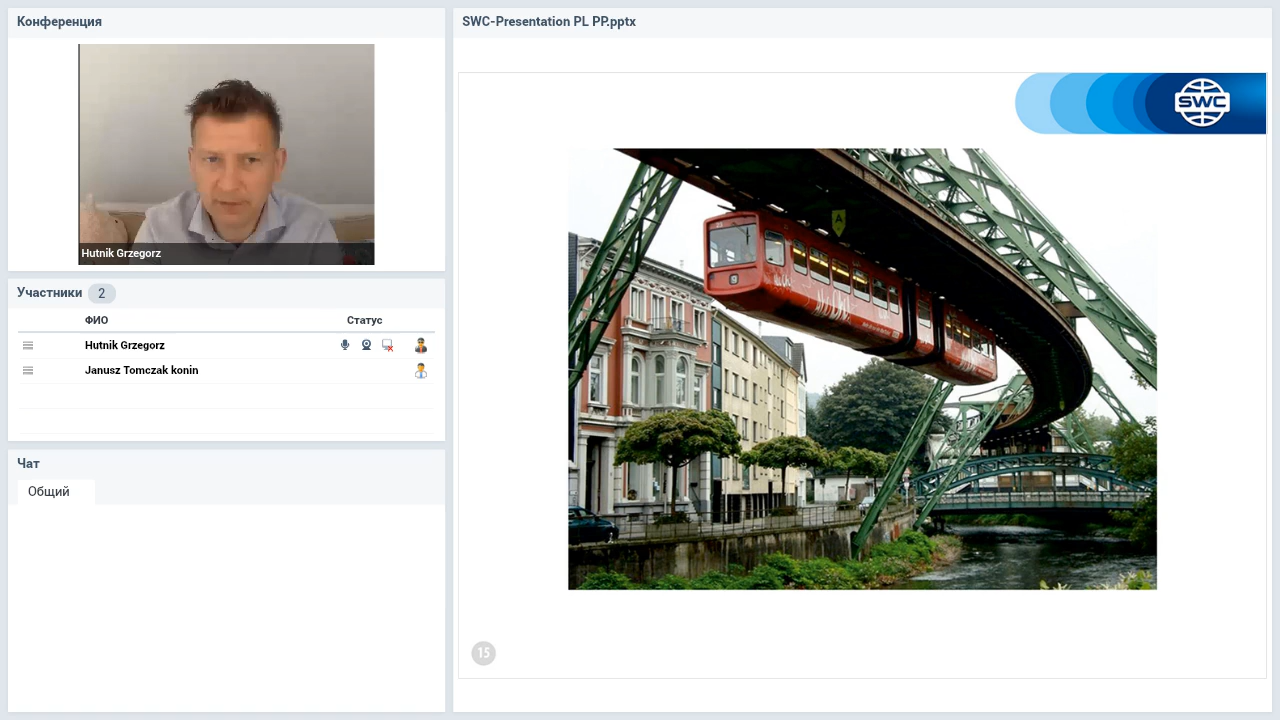 Конференция
Hutnik Grzegorz
Участники 2
ФИО Статус
Hutnik Grzegorz
Janusz Tomczak konin
Чат
Общий
SWC-Presentation PL PP.pptx
SWC
A
15